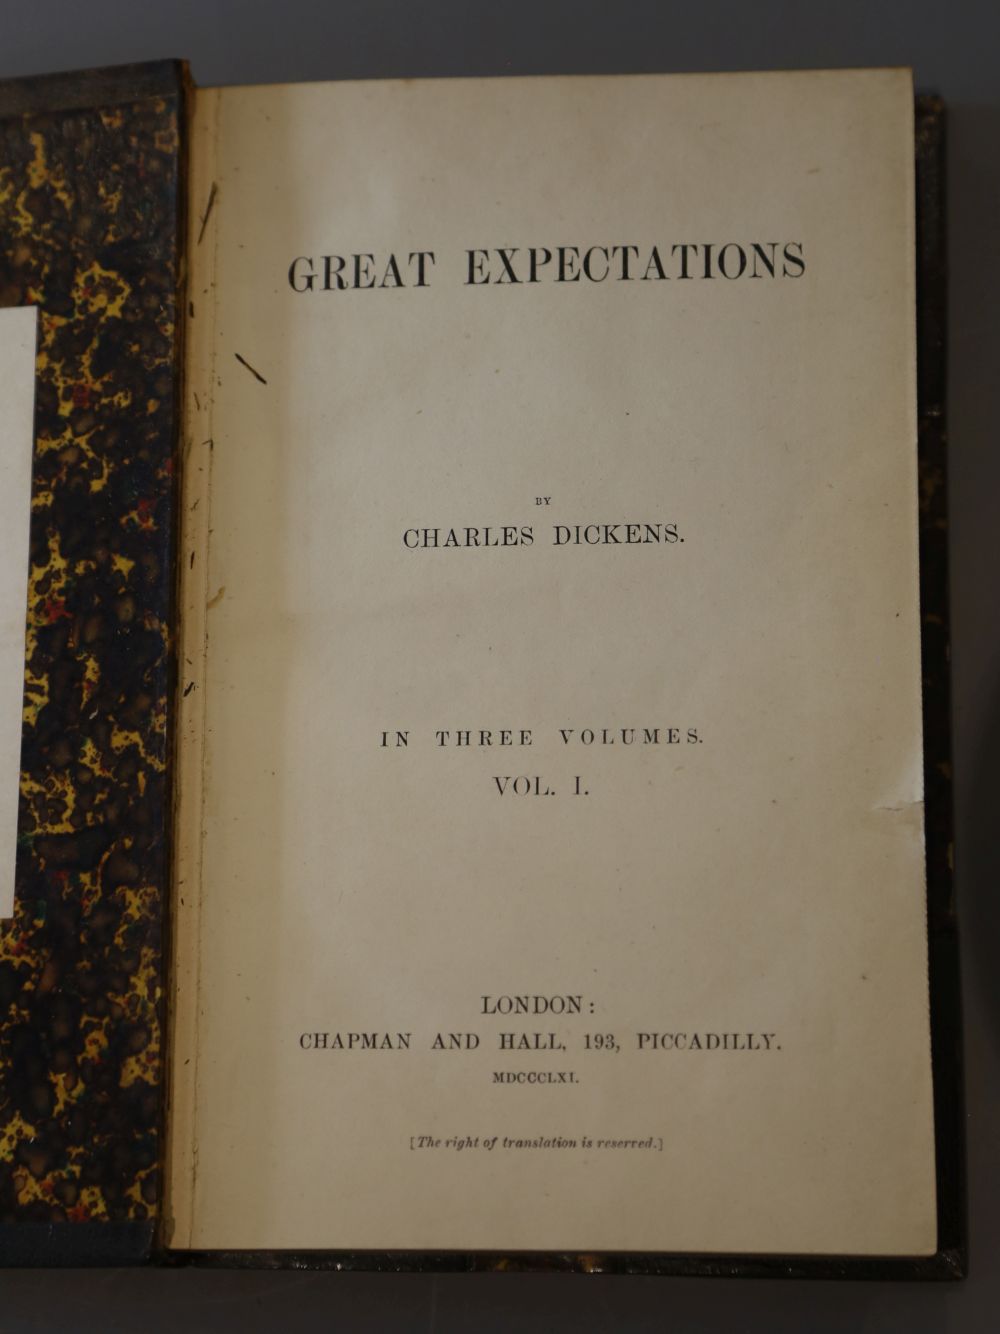 GREAT EXPECTATIONS
BY
CHARLES DICKENS.
IN THREE VOLUMES.
VOL. I.
LONDON:
CHAPMAN AND HALL, 193, PICCADILLY.
MDCCCLXI.
[The right of translation is reserved.]